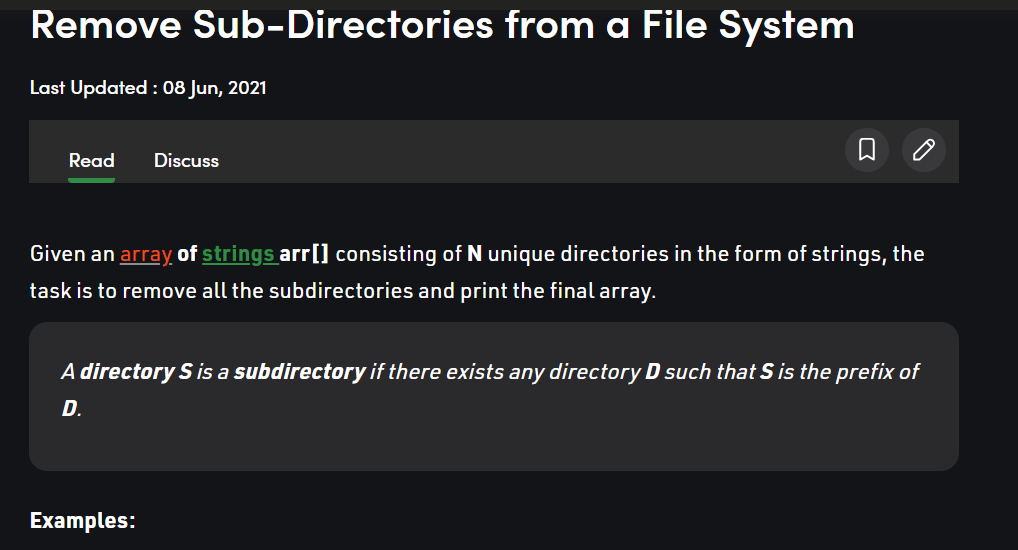 Remove Sub-Directories from a File System
Last Updated : 08 Jun, 2021
Read Discuss
Given an array of strings arr[] consisting of N unique directories in the form of strings, the
task is to remove all the subdirectories and print the final array.
A directory S is a subdirectory if there exists any directory D such that S is the prefix of
D.
Examples: